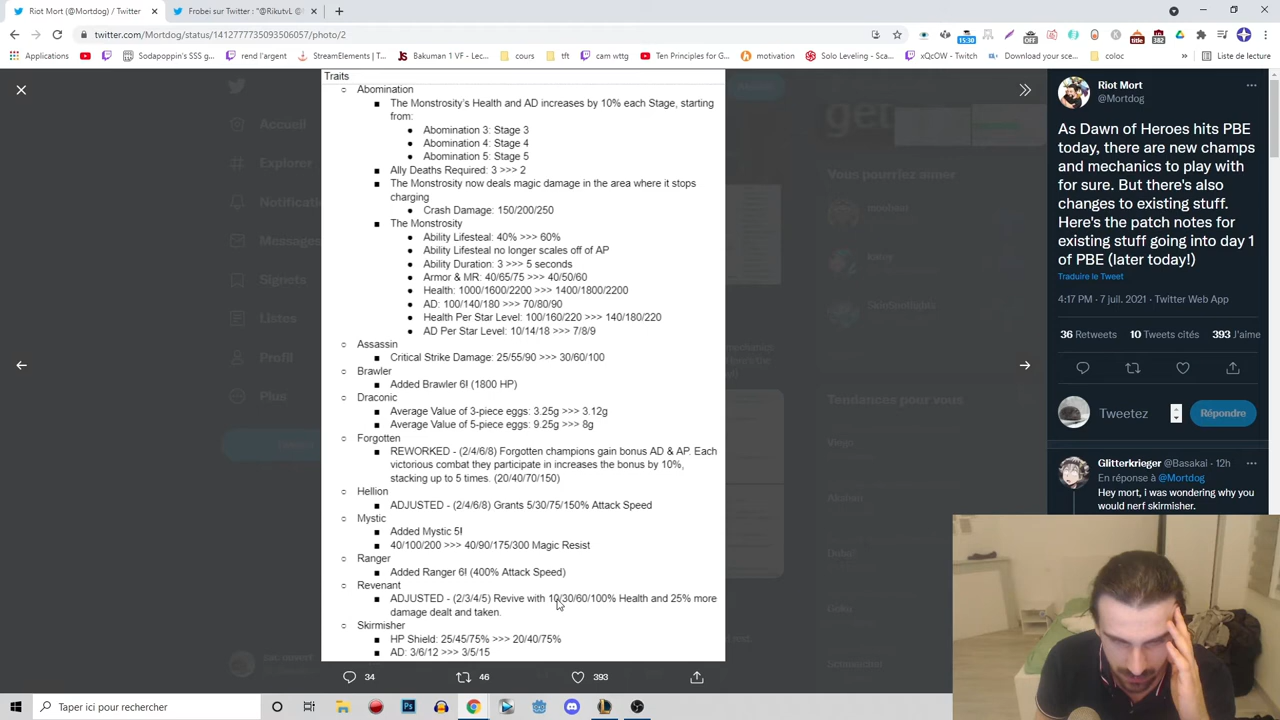 Riot Mort (@Mortdog) / Twitter
Frobei sur Twitter : "@RikutvL @
twitter.com/Mortdog/status/1412777735093506057/photo/2
Applications
Sodapoppin's SSS g...
rend l'argent
StreamElements | T...
Bakuman 1 VF - Lec...
cours
tft
cam wttg
Ten Principles for G...
motivation
Solo Leveling - Sca...
xQcOW - Twitch
Download your sce...
coloc
Liste de lecture
Traits
Abomination
The Monstrosity's Health and AD increases by 10% each Stage, starting
from:
Abomination 3: Stage 3
Abomination 4: Stage 4
Abomination 5: Stage 5
Ally Deaths Required: 3 >>> 2
The Monstrosity now deals magic damage in the area where it stops
charging
Crash Damage: 150/200/250
The Monstrosity
Ability Lifesteal: 40% >>> 60%
Ability Lifesteal no longer scales off of AP
Ability Duration: 3 >>> 5 seconds
Armor & MR: 40/65/75 >>> 40/50/60
Health: 1000/1600/2200 >>> 1400/1800/2200
AD: 100/140/180 >>> 70/80/90
Health Per Star Level: 100/160/220 >>> 140/180/220
AD Per Star Level: 10/14/18 >>> 7/8/9
Assassin
Critical Strike Damage: 25/55/90 >>> 30/60/100
Brawler
Added Brawler 6! (1800 HP)
Draconic
Average Value of 3-piece eggs: 3.25g >>> 3.12g
Average Value of 5-piece eggs: 9.25g >>> 8g
Forgotten
REWORKED - (2/4/6/8) Forgotten champions gain bonus AD & AP. Each
victorious combat they participate in increases the bonus by 10%,
stacking up to 5 times. (20/40/70/150)
Hellion
ADJUSTED - (2/4/6/8) Grants 5/30/75/150% Attack Speed
Mystic
Added Mystic 5!
40/100/200 >>> 40/90/175/300 Magic Resist
Ranger
Added Ranger 6! (400% Attack Speed)
Revenant
ADJUSTED - (2/3/4/5) Revive with 10/30/60/100% Health and 25% more
damage dealt and taken.
Skirmisher
HP Shield: 25/45/75% >>> 20/40/75%
AD: 3/6/12 >>> 3/5/15
34
46
393
Riot Mort
@Mortdog
As Dawn of Heroes hits PBE
today, there are new champs
and mechanics to play with
for sure. But there's also
changes to existing stuff.
Here's the patch notes for
existing stuff going into day 1
of PBE (later today!)
Traduire le Tweet
4:17 PM · 7 juil. 2021 · Twitter Web App
36 Retweets 10 Tweets cités 393 J'aime
Tweetez
Répondre
Glitterkrieger @Basakai · 12h
En réponse à @Mortdog
Hey mort, i was wondering why you
would nerf skirmisher.
Accueil
Explorer
Notificati
Messages
Signets
Listes
Profil
Plus
get
Vous pourriez aimer
Tendances pour vous
Taper ici pour rechercher